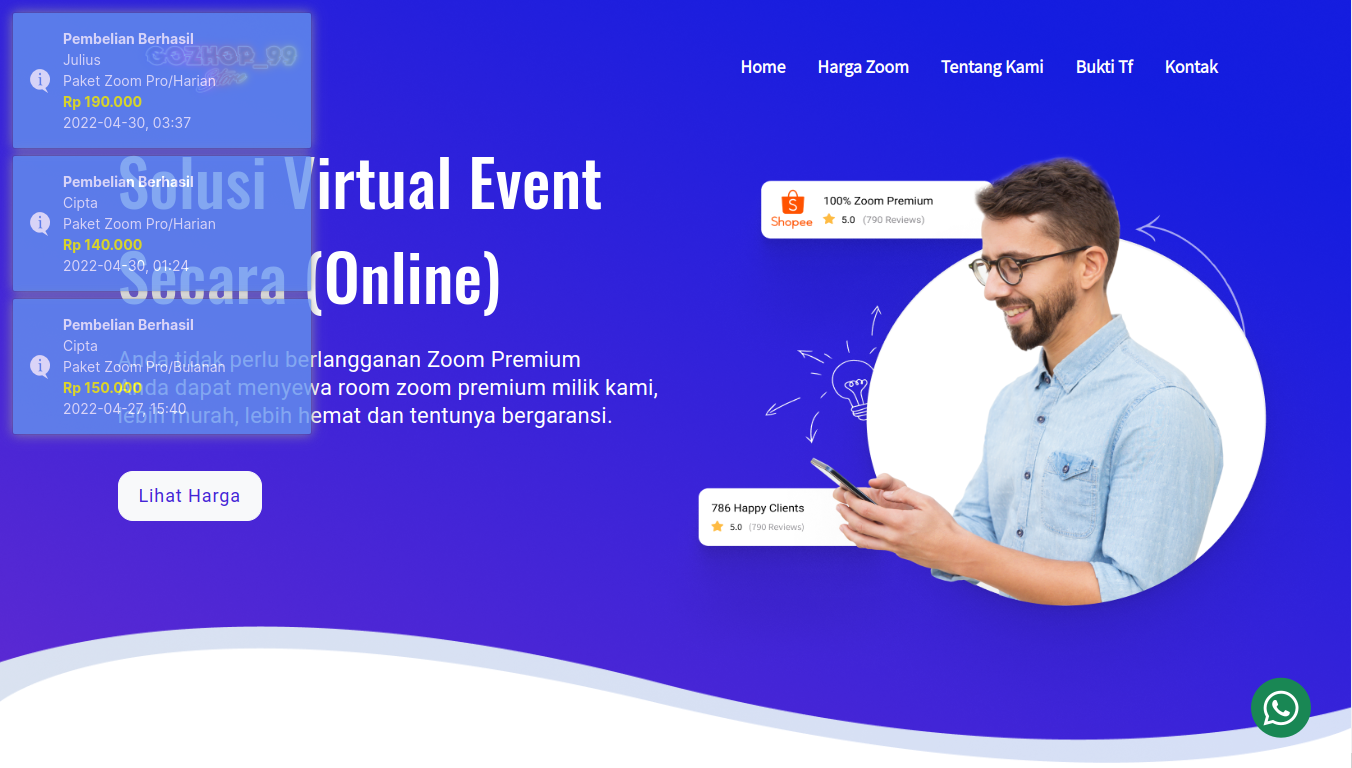 Pembelian Berhasil
Julius
Paket Zoom Pro/Harian
Rp 190.000
2022-04-30, 03:37
GOZHOP_99
Home
Harga Zoom
Tentang Kami
Bukti Tf
Kontak
Pembelian Berhasil
Cipta
Paket Zoom Pro/Harian
Rp 140.000
2022-04-30, 01:24
Pembelian Berhasil
Cipta
Paket Zoom Pro/Bulanan
Rp 150.000
2022-04-27, 15:40
Solusi Virtual Event
Secara (Online)
Anda tidak perlu berlangganan Zoom Premium
Anda dapat menyewa room zoom premium milik kami,
lebih murah, lebih hemat dan tentunya bergaransi.
Lihat Harga
Shopee
100% Zoom Premium
5.0 (790 Reviews)
786 Happy Clients
5.0 (790 Reviews)